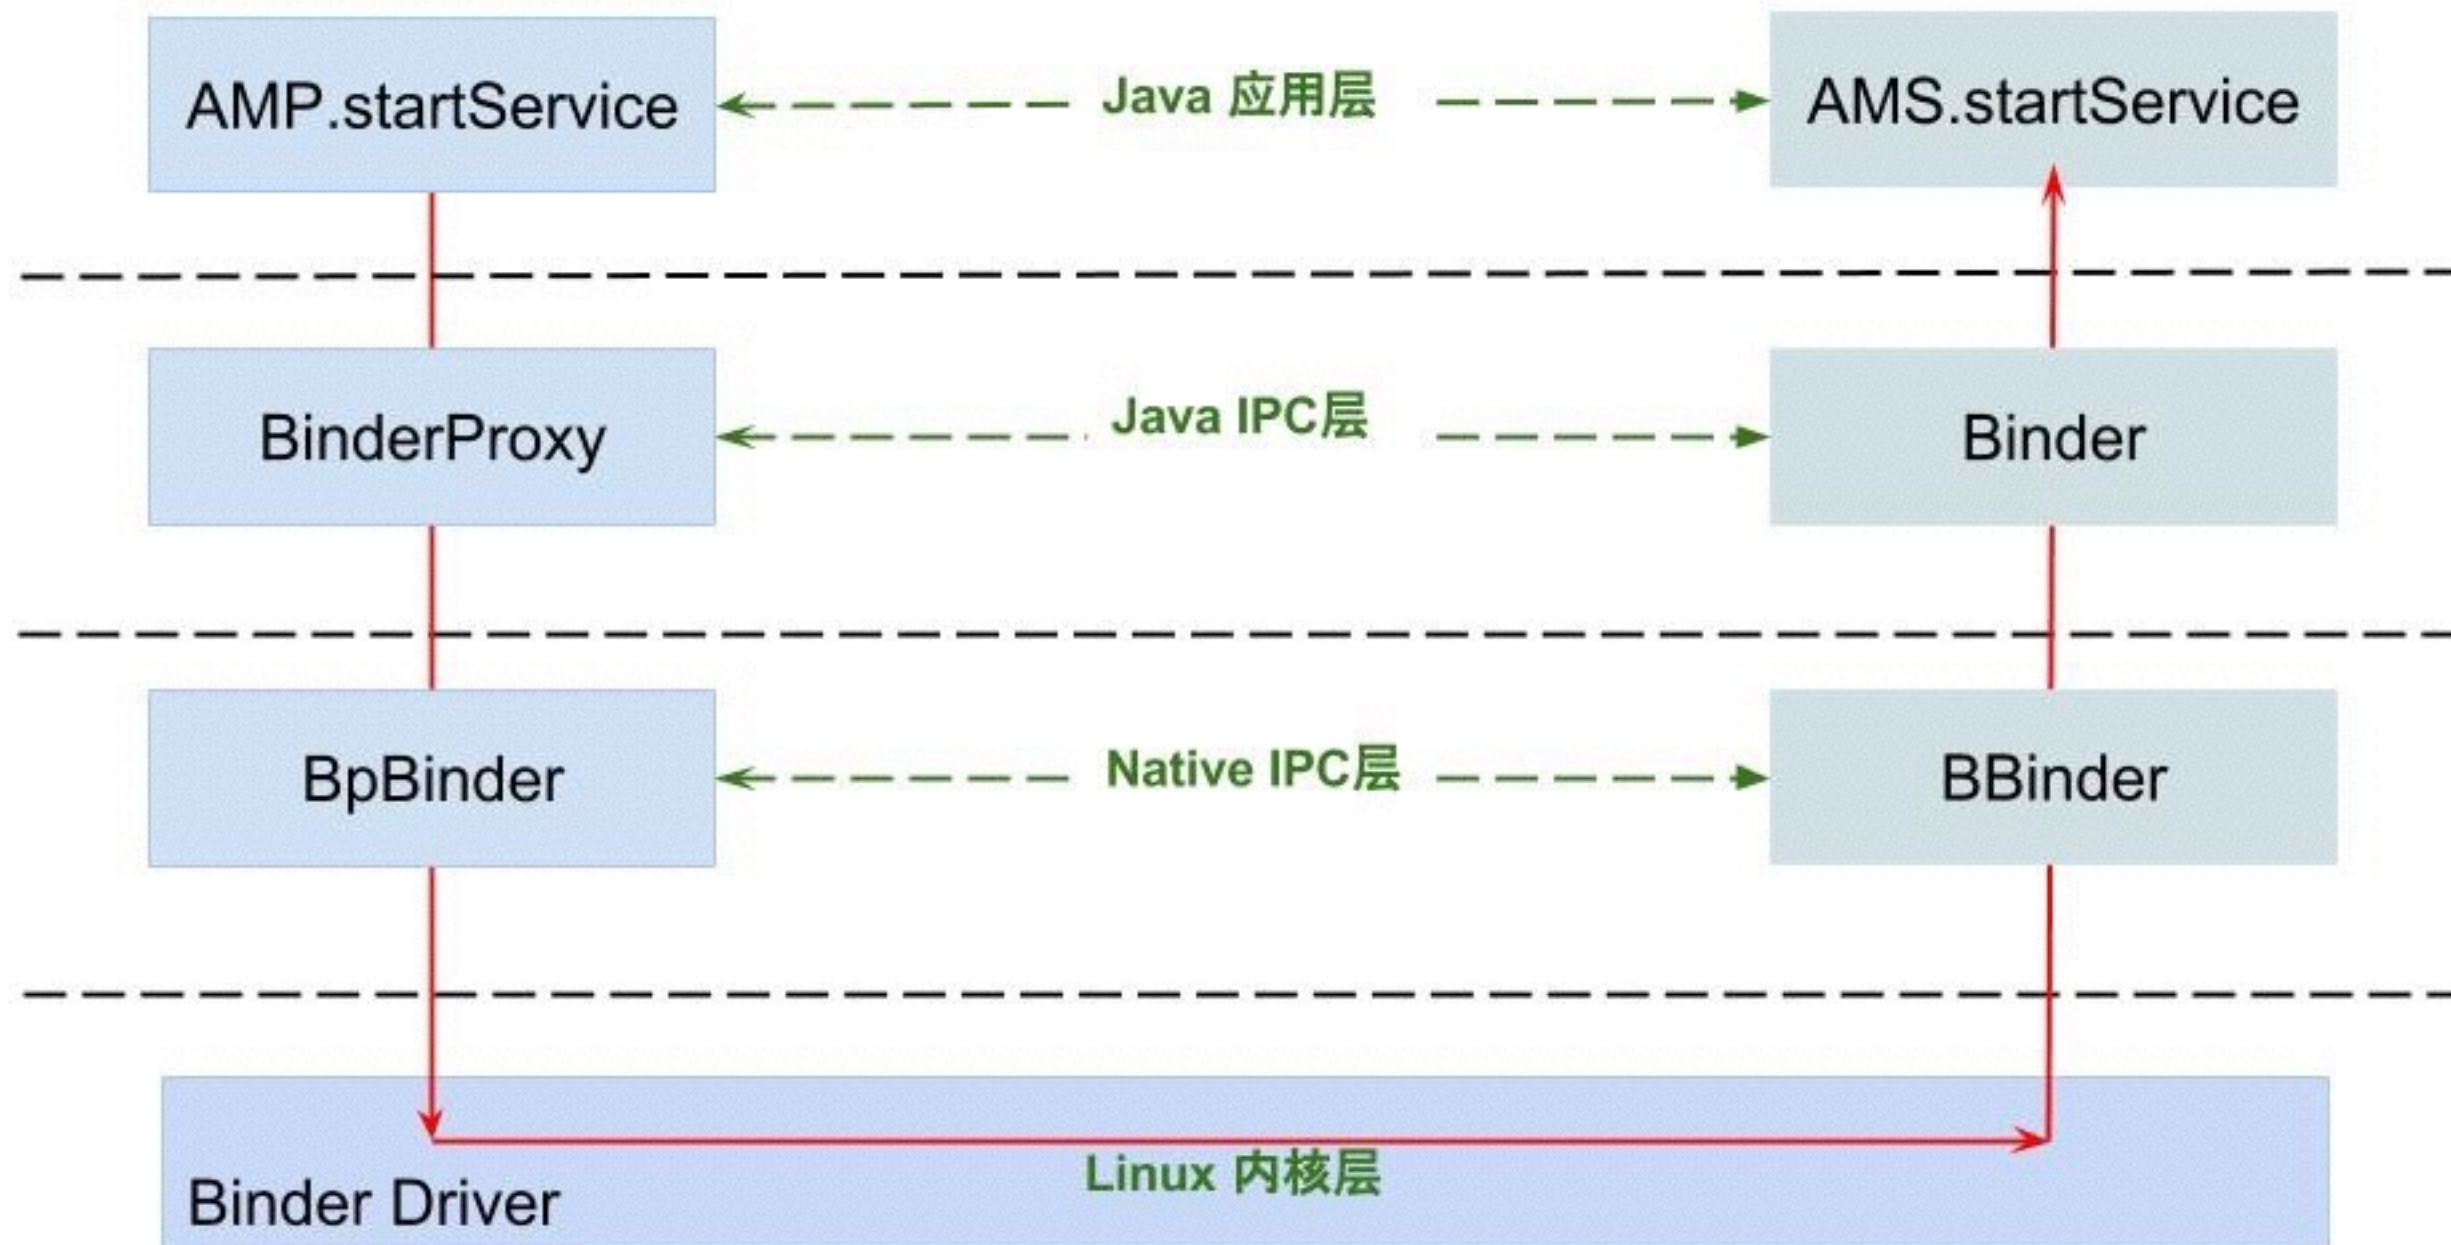 AMP.startService
Java 应用层
AMS.startService
BinderProxy
Java IPC层
Binder
BpBinder
Native IPC层
BBinder
Linux 内核层
Binder Driver